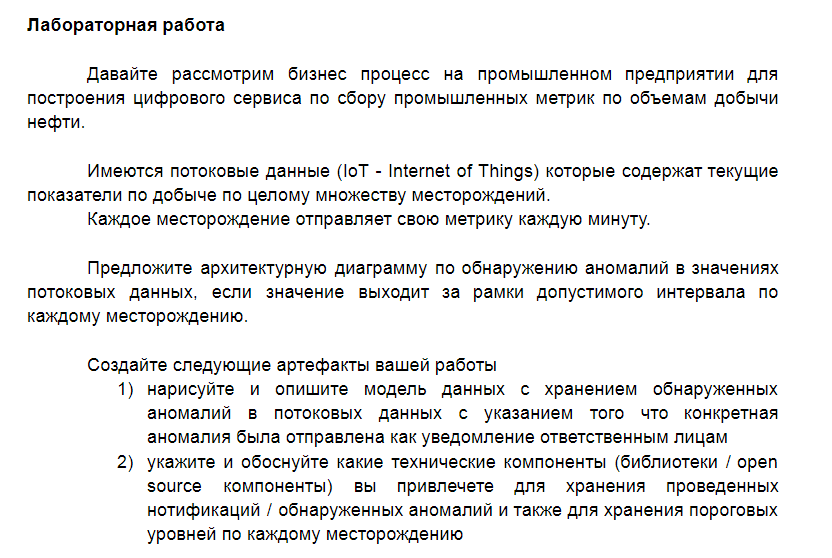 Лабораторная работа
Давайте рассмотрим бизнес процесс на промышленном предприятии для
построения цифрового сервиса по сбору промышленных метрик по объемам добычи
нефти.
Имеются потоковые данные (IoT - Internet of Things) которые содержат текущие
показатели по добыче по целому множеству месторождений.
Каждое месторождение отправляет свою метрику каждую минуту.
Предложите архитектурную диаграмму по обнаружению аномалий в значениях
потоковых данных, если значение выходит за рамки допустимого интервала по
каждому месторождению.
Создайте следующие артефакты вашей работы
1) нарисуйте и опишите модель данных с хранением обнаруженных
аномалий в потоковых данных с указанием того что конкретная
аномалия была отправлена как уведомление ответственным лицам
2) укажите и обоснуйте какие технические компоненты (библиотеки / open
source компоненты) вы привлечете для хранения проведенных
нотификаций / обнаруженных аномалий и также для хранения пороговых
уровней по каждому месторождению